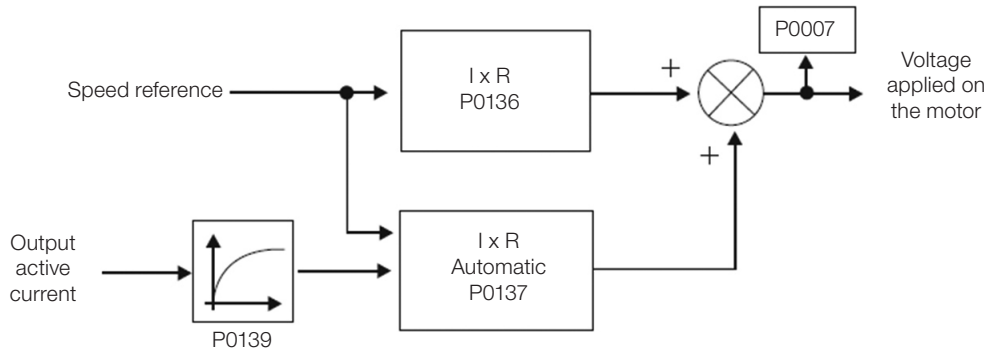 P0007
Speed reference
I x R
P0136
+
Voltage
applied on
the motor
+
Output
active
current
P0139
I x R
Automatic
P0137